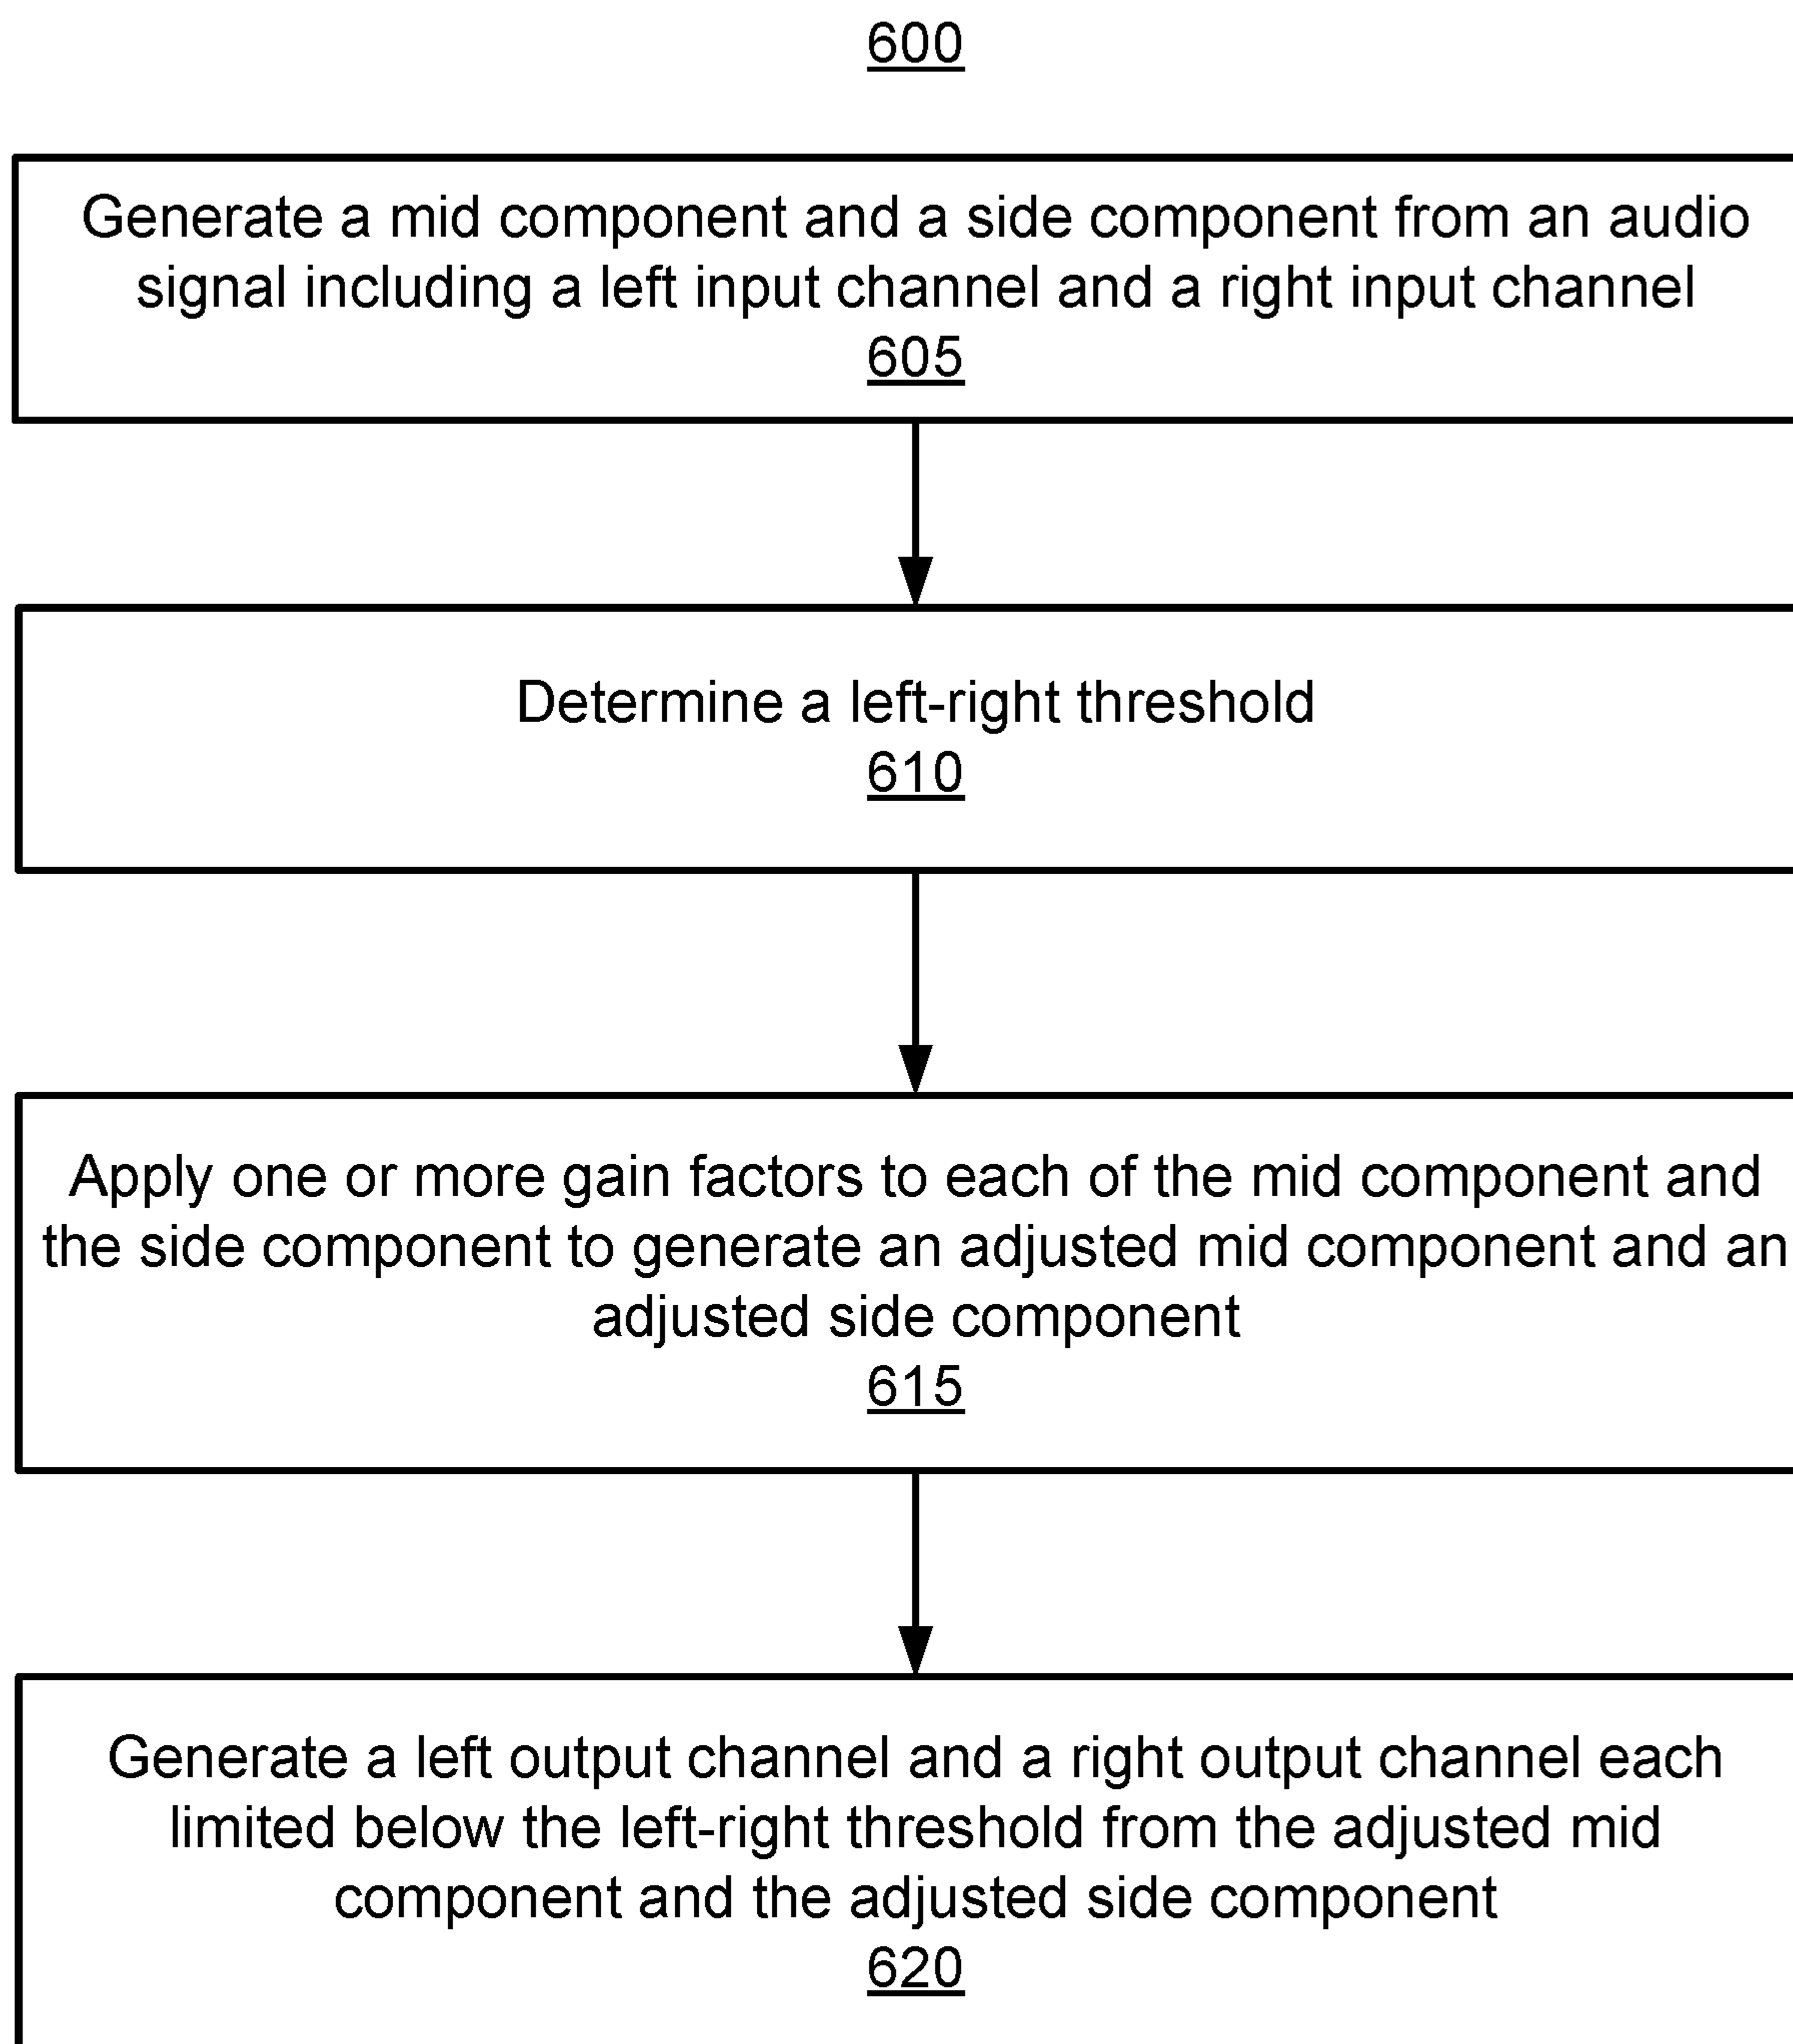 600
Generate a mid component and a side component from an audio
signal including a left input channel and a right input channel
605
Determine a left-right threshold
610
Apply one or more gain factors to each of the mid component and
the side component to generate an adjusted mid component and an
adjusted side component
615
Generate a left output channel and a right output channel each
limited below the left-right threshold from the adjusted mid
component and the adjusted side component
620